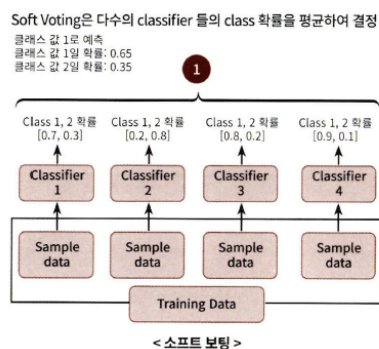 Soft Voting은 다수의 classifier 들의 class 확률을 평균하여 결정
클래스 값 1로 예측
클래스 값 1일 확률: 0.65
클래스 값 2일 확률: 0.35
1
Class 1, 2 확률 Class 1, 2 확률 Class 1, 2 확률 Class 1, 2 확률
[0.7, 0.3] [0.2, 0.8] [0.8, 0.2] [0.9, 0.1]
Classifier Classifier Classifier Classifier
1 2 3 4
Sample Sample Sample Sample
data data data data
Training Data
< 소프트 보팅 >